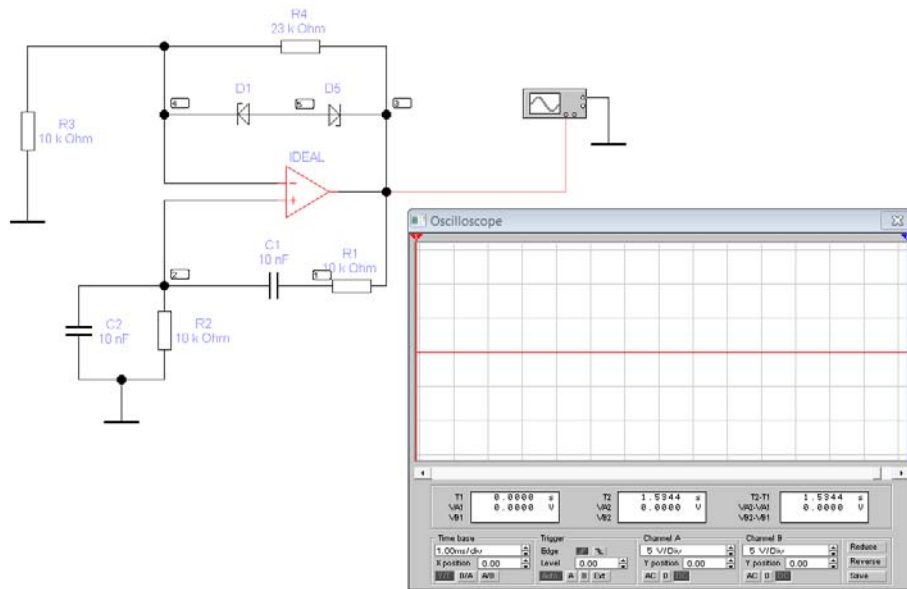 R4
23 k Ohm
D1
D5
4
5
3
R3
10 k Ohm
IDEAL
C1
10 nF
R1
10 k Ohm
2
1
C2
10 nF
R2
10 k Ohm
Oscilloscope
T1 0.0000 s
VA1 0.0000 V
VB1
T2 1.5344 s
VA2 0.0000 V
VB2
T2-T1 1.5344 s
VA2-VA1 0.0000 V
VB2-VB1
Time base
1.00ms/div
X position 0.00
Y/T B/A A/B
Trigger
Edge
Level 0.00
Auto A B Ext
Channel A
5 V/Div
Y position 0.00
AC 0 DC
Channel B
5 V/Div
Y position 0.00
AC 0 DC
Reduce
Reverse
Save